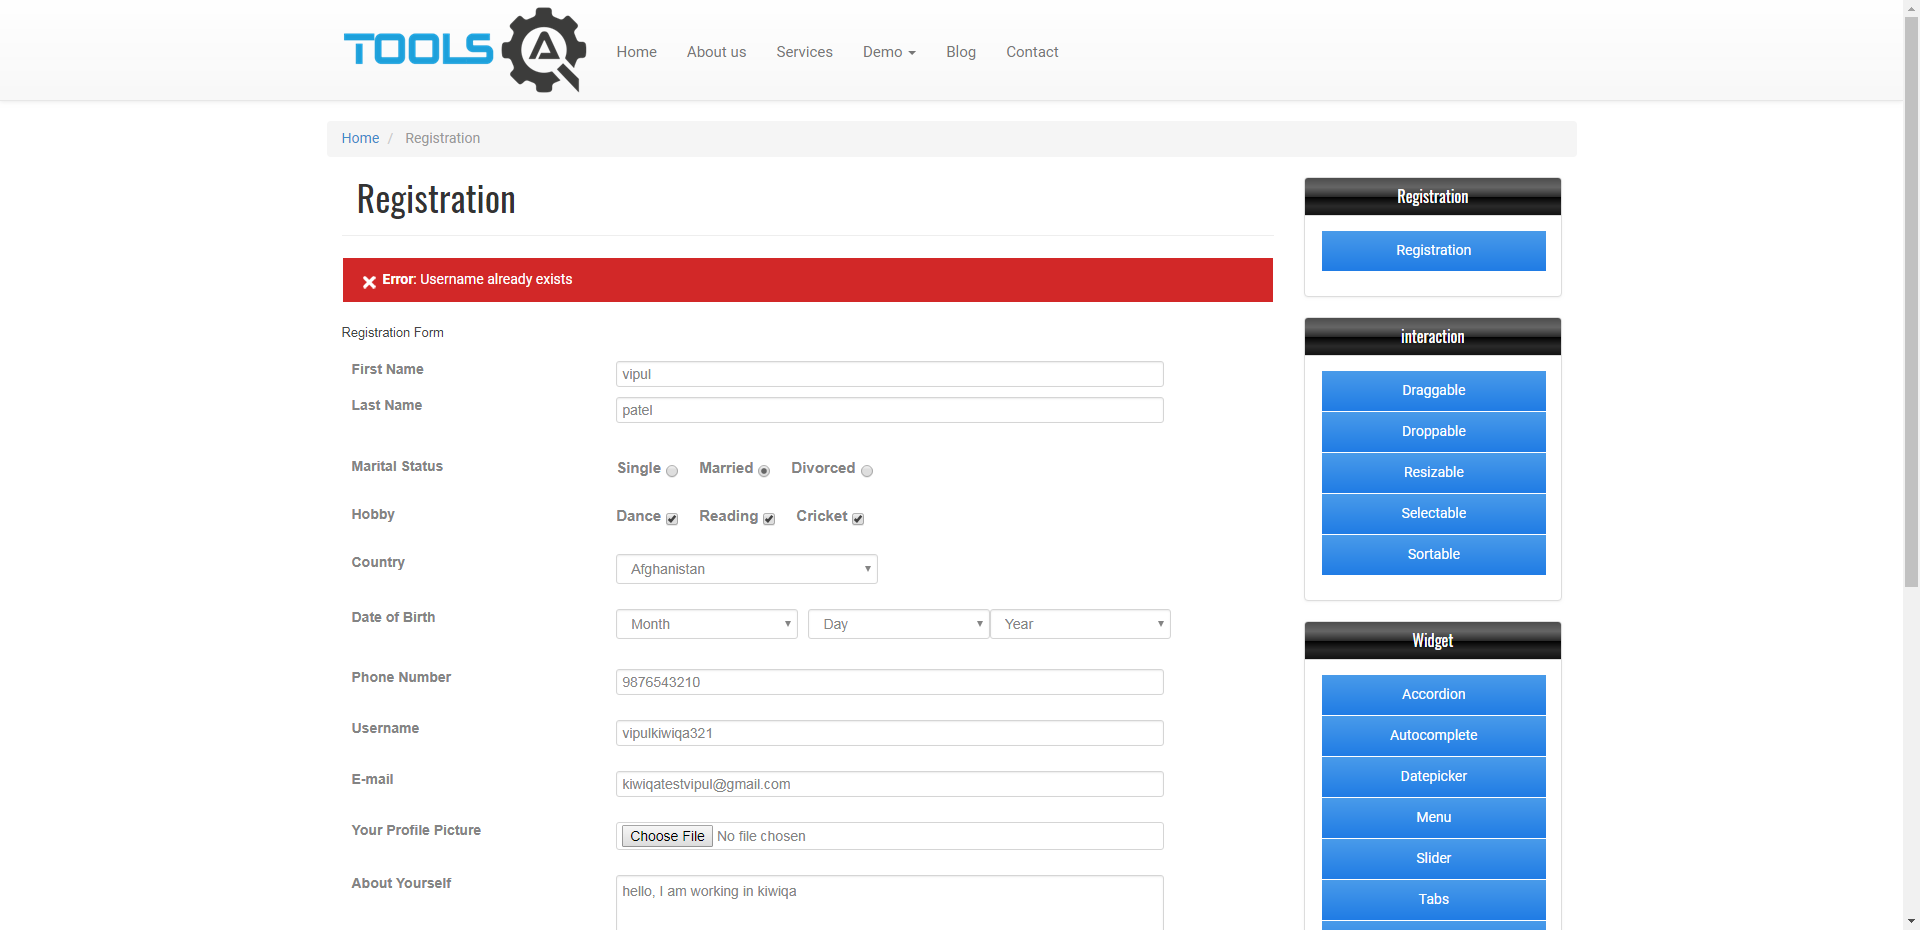 TOOLS QA
Home About us Services Demo Blog Contact
Home / Registration
Registration
Error: Username already exists
Registration Form
First Name vipul
Last Name patel
Marital Status Single Married Divorced
Hobby Dance Reading Cricket
Country Afghanistan
Date of Birth Month Day Year
Phone Number 9876543210
Username vipulkiwiqa321
E-mail kiwiqatestvipul@gmail.com
Your Profile Picture Choose File No file chosen
About Yourself hello, I am working in kiwiqa
Registration
Registration
interaction
Draggable
Droppable
Resizable
Selectable
Sortable
Widget
Accordion
Autocomplete
Datepicker
Menu
Slider
Tabs